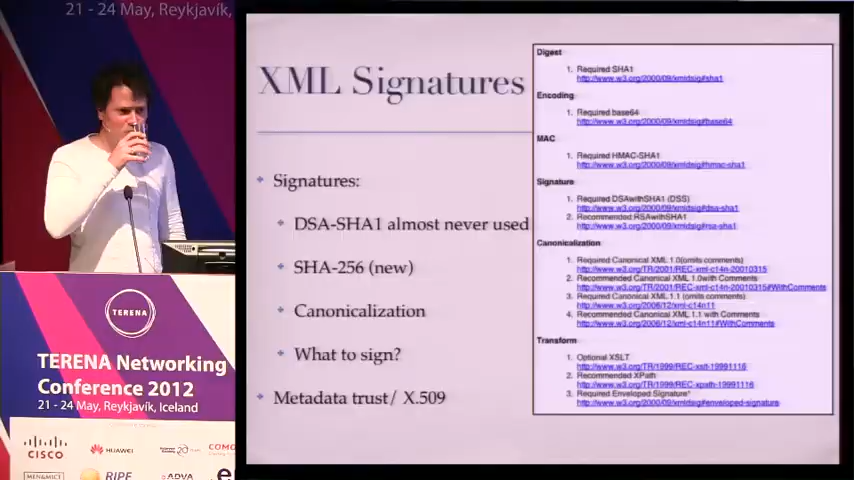 21 - 24 May, Reykjavík,
TERENA
TERENA Networking
Conference 2012
21 - 24 May, Reykjavík, Iceland
CISCO
HUAWEI
COMO
MENMICE
RIPE
ADVA
XML Signatures
Signatures:
DSA-SHA1 almost never used
SHA-256 (new)
Canonicalization
What to sign?
Metadata trust/ X.509
Digest
1. Required SHA1
http://www.w3.org/2000/09/xmldsig#sha1
Encoding
1. Required base64
http://www.w3.org/2000/09/xmldsig#base64
MAC
1. Required HMAC-SHA1
http://www.w3.org/2000/09/xmldsig#hmac-sha1
Signature
1. Required DSAwithSHA1 (DSS)
http://www.w3.org/2000/09/xmldsig#dsa-sha1
2. Recommended RSAwithSHA1
http://www.w3.org/2000/09/xmldsig#rsa-sha1
Canonicalization
1. Required Canonical XML 1.0(omits comments)
http://www.w3.org/TR/2001/REC-xml-c14n-20010315
2. Recommended Canonical XML 1.0with Comments
http://www.w3.org/TR/2001/REC-xml-c14n-20010315#WithComments
3. Required Canonical XML 1.1 (omits comments)
http://www.w3.org/2006/12/xml-c14n11
4. Recommended Canonical XML 1.1 with Comments
http://www.w3.org/2006/12/xml-c14n11#WithComments
Transform
1. Optional XSLT
http://www.w3.org/TR/1999/REC-xslt-19991116
2. Recommended XPath
http://www.w3.org/TR/1999/REC-xpath-19991116
3. Required Enveloped Signature*
http://www.w3.org/2000/09/xmldsig#enveloped-signature